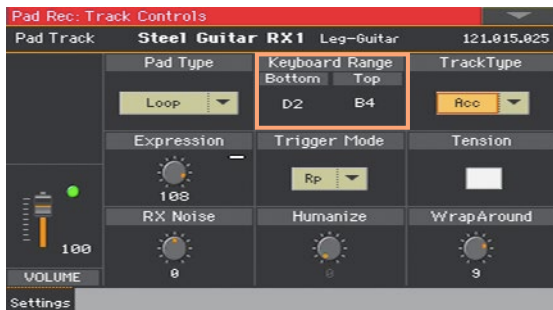 Pad Rec: Track Controls
Pad Track Steel Guitar RX1 Leg-Guitar 121.015.025
Pad Type Keyboard Range TrackType
Bottom Top
Loop D2 B4 Acc
Expression Trigger Mode Tension
Rp
108
RX Noise Humanize WrapAround
100
0 0 9
VOLUME
Settings